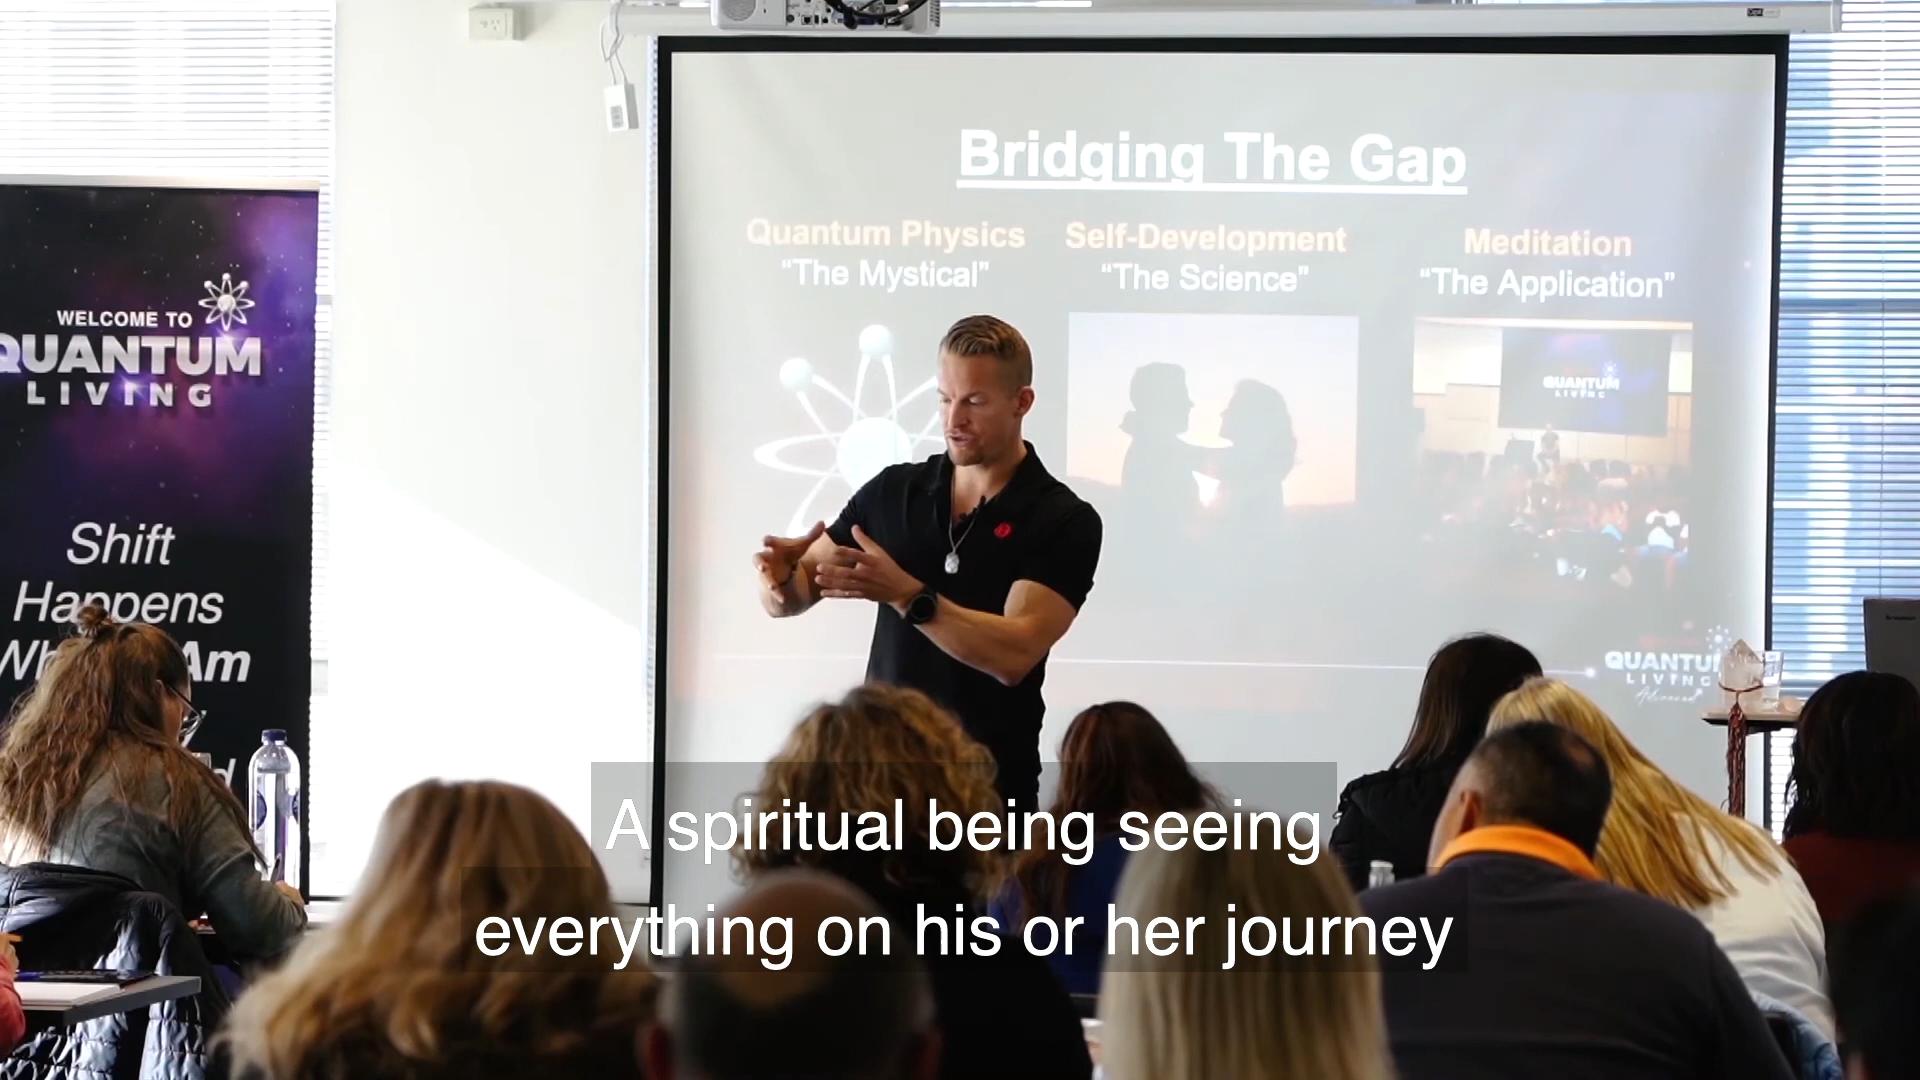 Bridging The Gap
Quantum Physics
"The Mystical"
Self-Development
"The Science"
Meditation
"The Application"
WELCOME TO
QUANTUM
LIVING
Shift
Happens
Am
QUANTUM
LIVING
QUANTU
LIVING
Advanced
A spiritual being seeing
everything on his or her journey